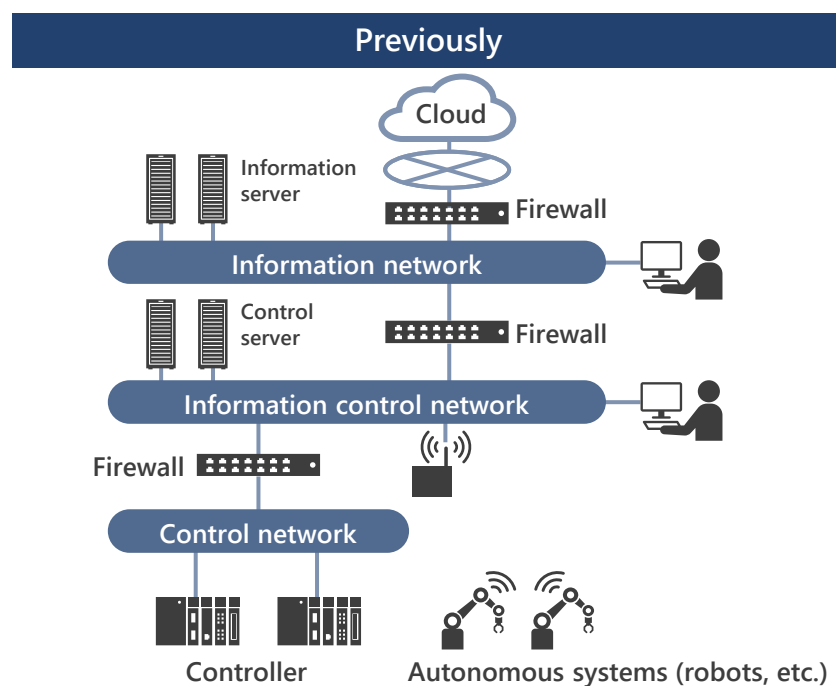 Previously
Cloud
Information
server
Firewall
Information network
Control
server
Firewall
Information control network
Firewall
Control network
Controller
Autonomous systems (robots, etc.)